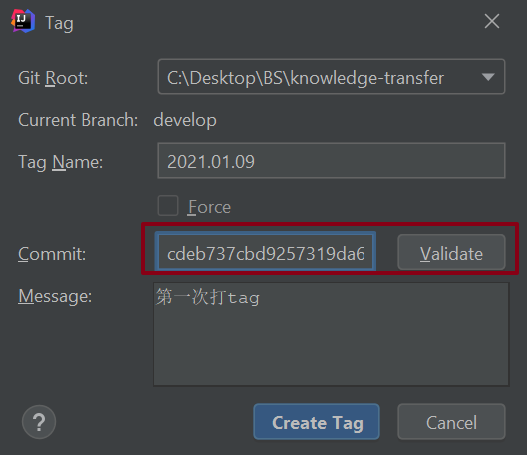 Tag
Git Root: C:\Desktop\BS\knowledge-transfer
Current Branch: develop
Tag Name: 2021.01.09
Force
Commit: cdeb737cbd9257319da6 Validate
Message: 第一次打tag
? Create Tag Cancel